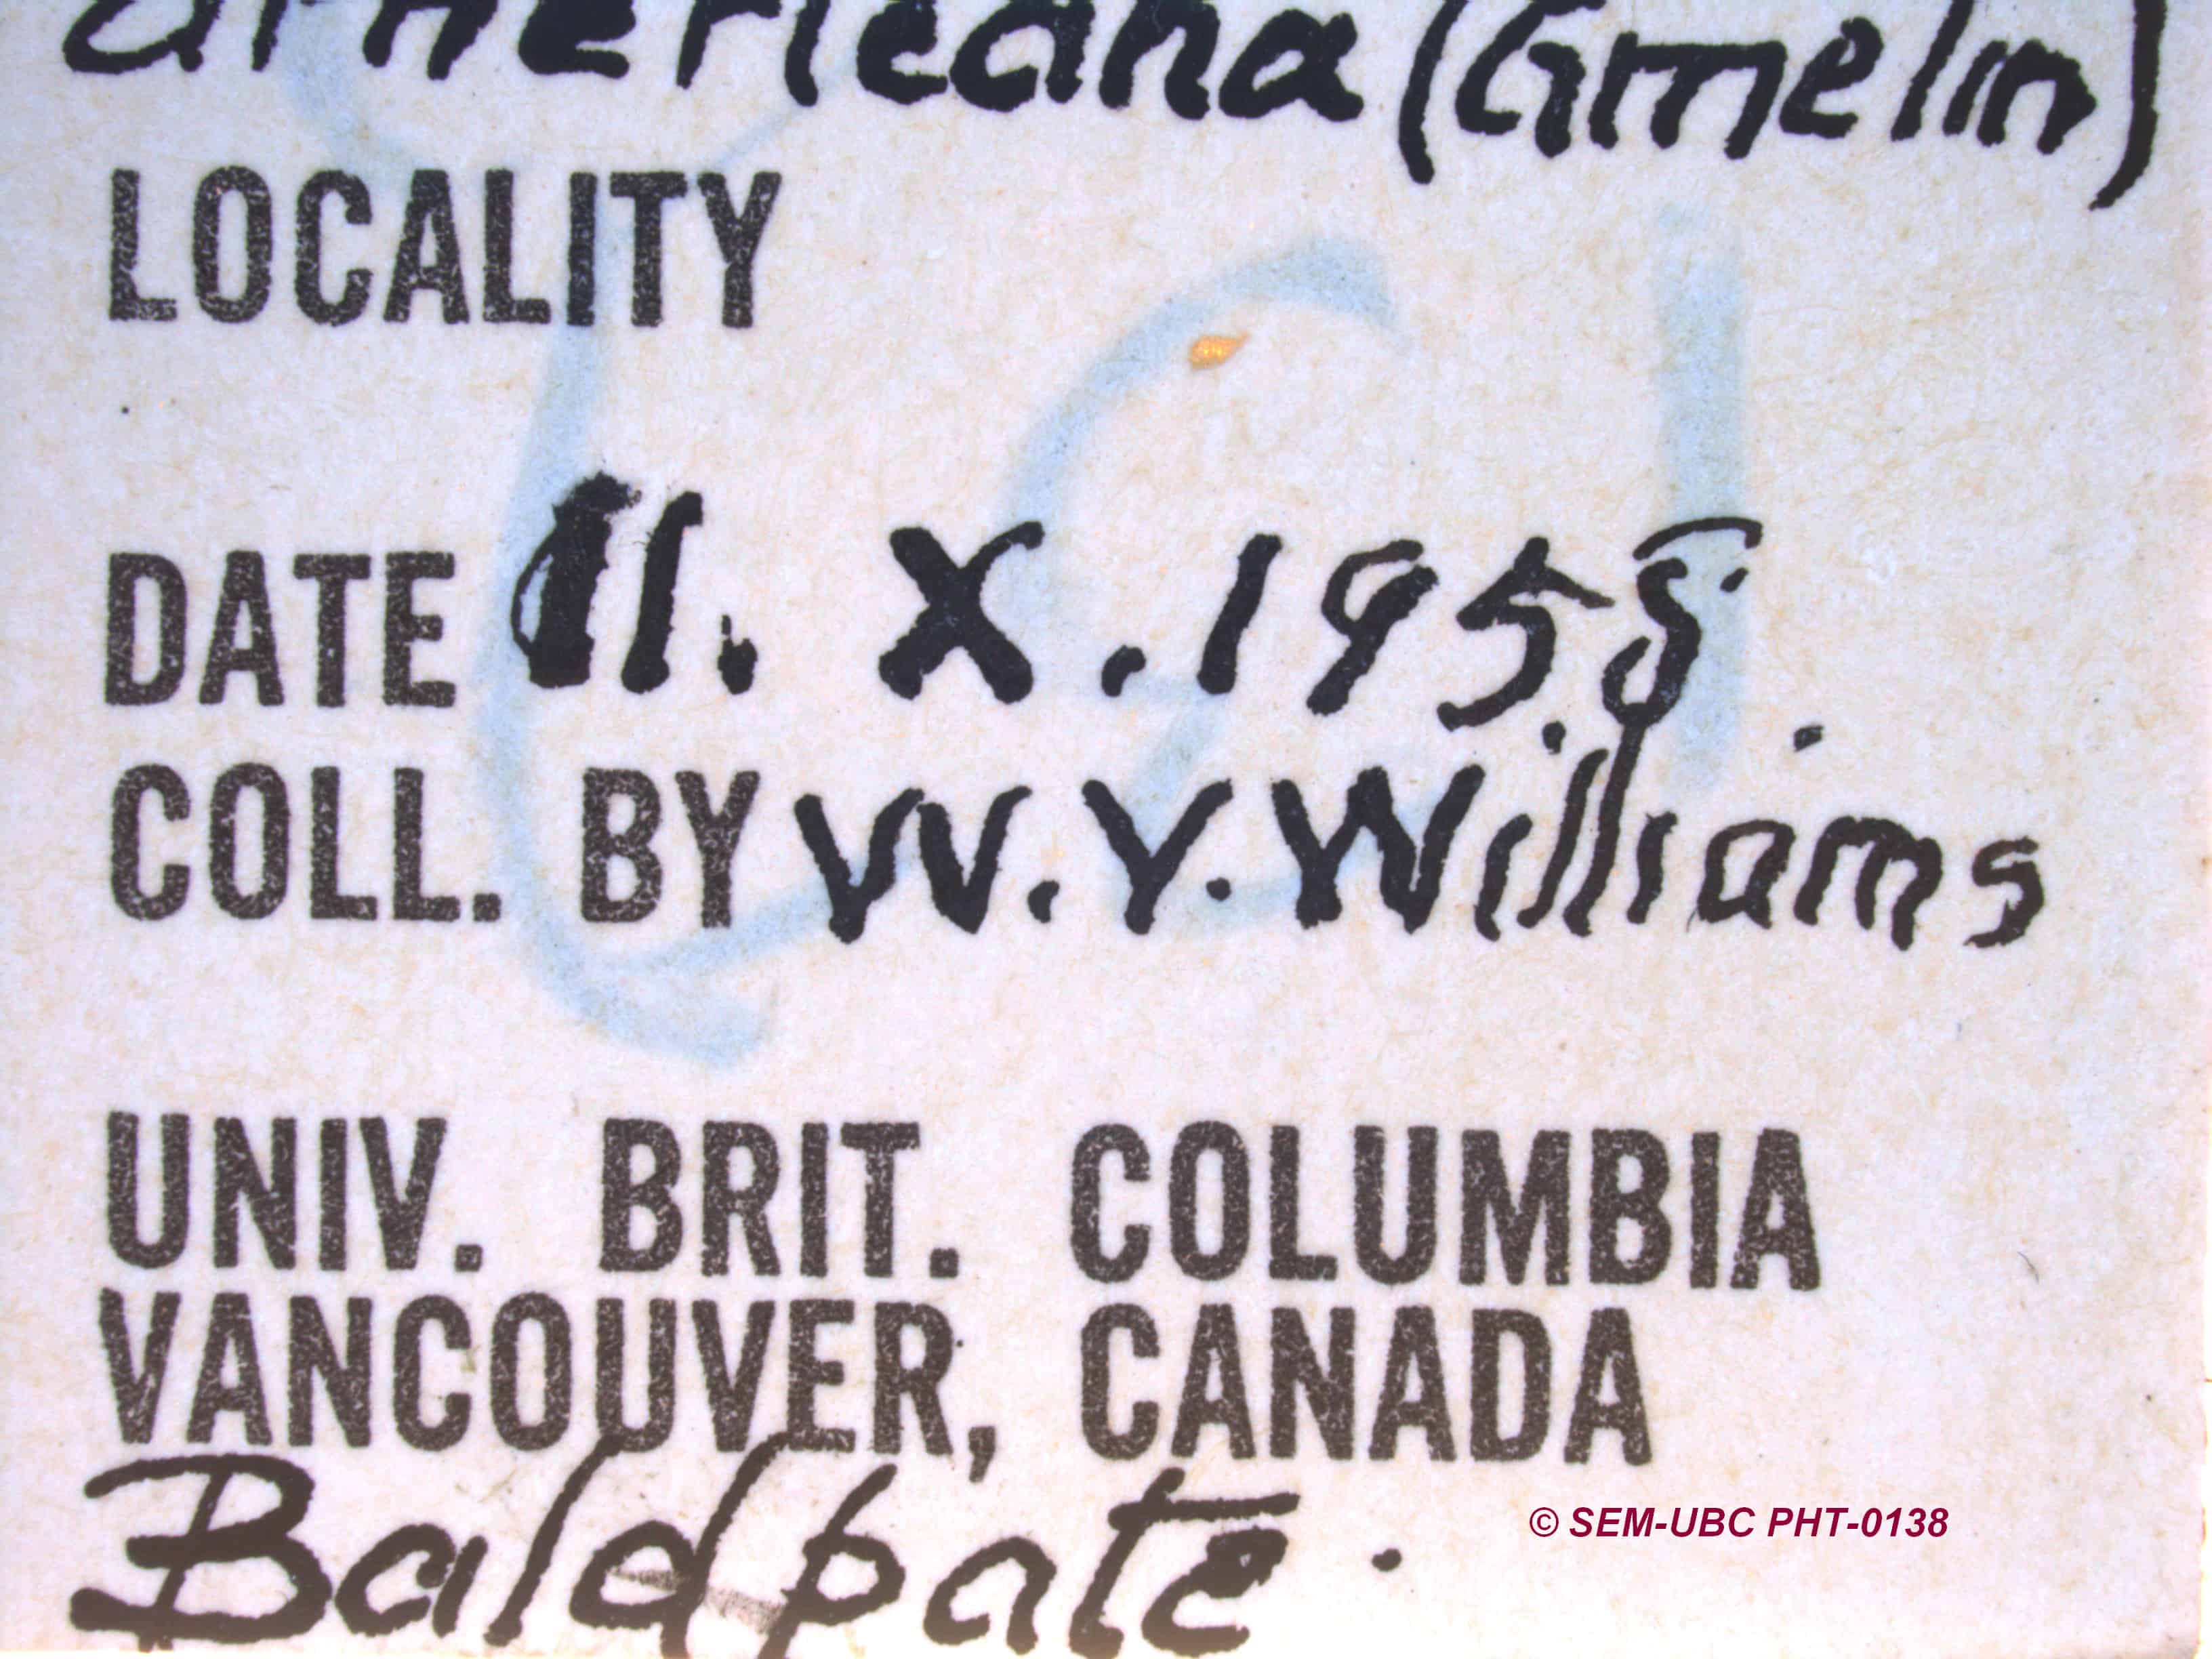 americana (Gmelin)
LOCALITY
DATE 11. X. 1958.
COLL. BY W.Y. Williams
UNIV. BRIT. COLUMBIA
VANCOUVER, CANADA
Baldpate.
© SEM-UBC PHT-0138